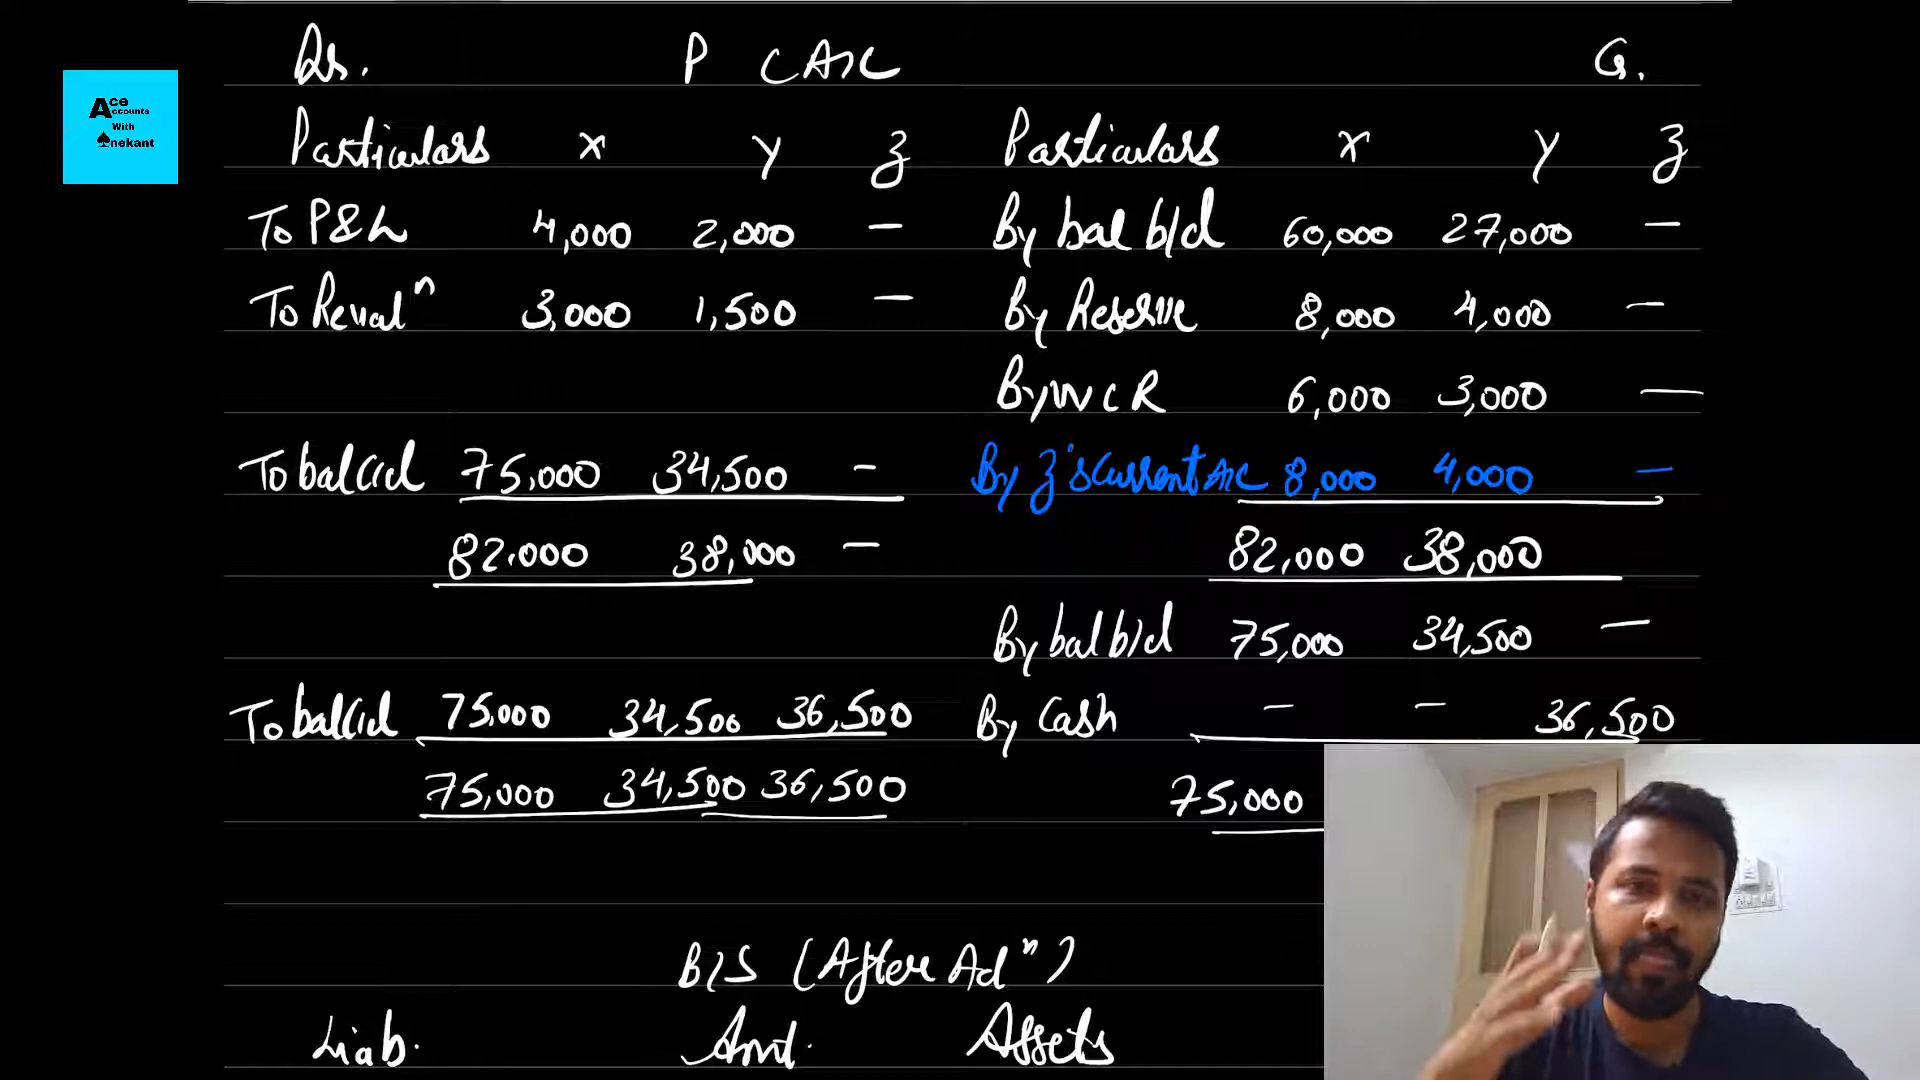 Ace
Accounts
With
Anekant
Dr. P C A/C Cr.
Particulars X Y Z Particulars X Y Z
To P&L 4,000 2,000 — By bal b/d 60,000 27,000 —
To Revalⁿ 3,000 1,500 — By Reserve 8,000 4,000 —
By WCR 6,000 3,000 —
To bal c/d 75,000 34,500 — By Z's Current A/C 8,000 4,000 —
82,000 38,000 — 82,000 38,000
By bal b/d 75,000 34,500 —
To bal c/d 75,000 34,500 36,500 By Cash — — 36,500
75,000 34,500 36,500 75,000
B/S (After Adⁿ)
Liab. Amt. Assets